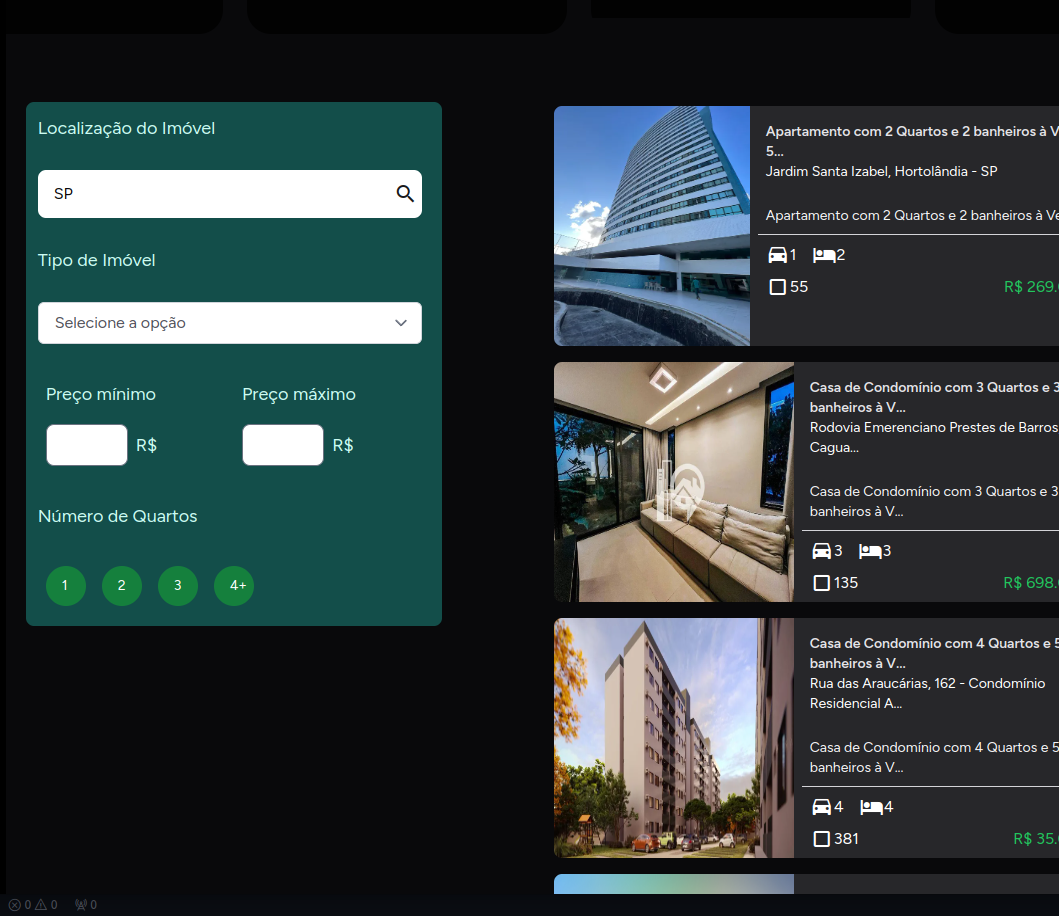 Localização do Imóvel
SP
Tipo de Imóvel
Selecione a opção
Preço mínimo
Preço máximo
R$
R$
Número de Quartos
1
2
3
4+
Apartamento com 2 Quartos e 2 banheiros à V
5...
Jardim Santa Izabel, Hortolândia - SP
Apartamento com 2 Quartos e 2 banheiros à Ve
1
2
55
R$ 269.
Casa de Condomínio com 3 Quartos e 3
banheiros à V...
Rodovia Emerenciano Prestes de Barros
Cagua...
Casa de Condomínio com 3 Quartos e 3
banheiros à V...
3
3
135
R$ 698.
Casa de Condomínio com 4 Quartos e 5
banheiros à V...
Rua das Araucárias, 162 - Condomínio
Residencial A...
Casa de Condomínio com 4 Quartos e 5
banheiros à V...
4
4
381
R$ 35.
0
0
0